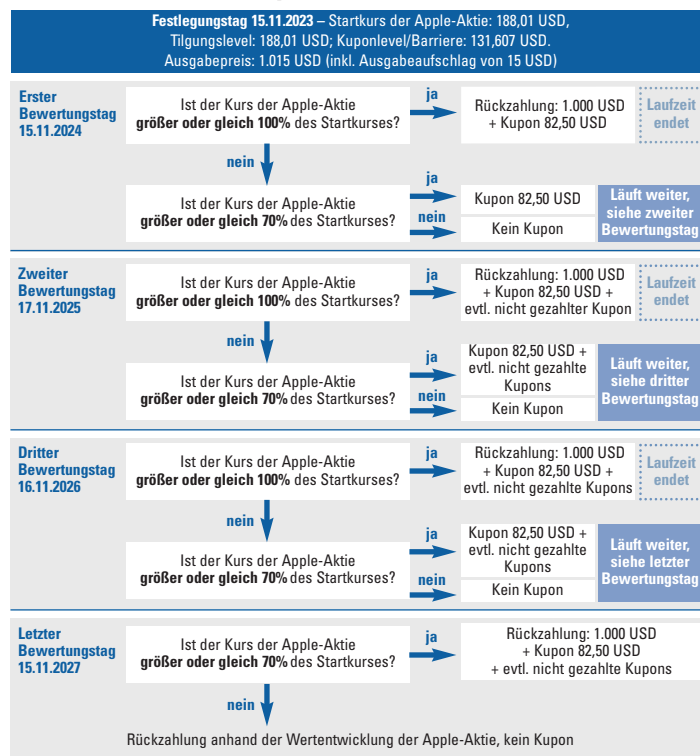 Festlegungstag 15.11.2023 – Startkurs der Apple-Aktie: 188,01 USD,
Tilgungslevel: 188,01 USD; Kuponlevel/Barriere: 131,607 USD.
Ausgabepreis: 1.015 USD (inkl. Ausgabeaufschlag von 15 USD)
Erster
Bewertungstag
15.11.2024
Ist der Kurs der Apple-Aktie
größer oder gleich 100% des Startkurses?
ja
Rückzahlung: 1.000 USD
+ Kupon 82,50 USD
Laufzeit
endet
nein
Ist der Kurs der Apple-Aktie
größer oder gleich 70% des Startkurses?
ja
Kupon 82,50 USD
nein
Kein Kupon
Läuft weiter,
siehe zweiter
Bewertungstag
Zweiter
Bewertungstag
17.11.2025
Ist der Kurs der Apple-Aktie
größer oder gleich 100% des Startkurses?
ja
Rückzahlung: 1.000 USD
+ Kupon 82,50 USD +
evtl. nicht gezahlter Kupon
Laufzeit
endet
nein
Ist der Kurs der Apple-Aktie
größer oder gleich 70% des Startkurses?
ja
Kupon 82,50 USD +
evtl. nicht gezahlte
Kupons
nein
Kein Kupon
Läuft weiter,
siehe dritter
Bewertungstag
Dritter
Bewertungstag
16.11.2026
Ist der Kurs der Apple-Aktie
größer oder gleich 100% des Startkurses?
ja
Rückzahlung: 1.000 USD
+ Kupon 82,50 USD +
evtl. nicht gezahlte Kupons
Laufzeit
endet
nein
Ist der Kurs der Apple-Aktie
größer oder gleich 70% des Startkurses?
ja
Kupon 82,50 USD +
evtl. nicht gezahlte
Kupons
nein
Kein Kupon
Läuft weiter,
siehe letzter
Bewertungstag
Letzter
Bewertungstag
15.11.2027
Ist der Kurs der Apple-Aktie
größer oder gleich 70% des Startkurses?
ja
Rückzahlung: 1.000 USD
+ Kupon 82,50 USD
+ evtl. nicht gezahlte Kupons
nein
Rückzahlung anhand der Wertentwicklung der Apple-Aktie, kein Kupon